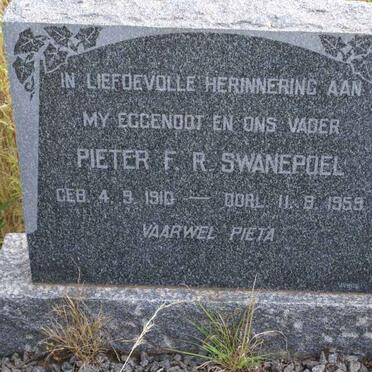 IN LIEFDEVOLLE HERINNERING AAN
MY EGGENOOT EN ONS VADER
PIETER F. R. SWANEPOEL
GEB. 4. 9. 1910 — OORL. 11. 8. 1959
VAARWEL PIETA